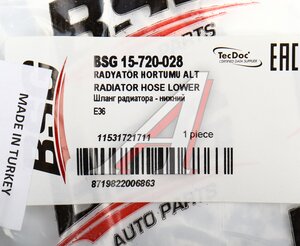 BSG 15-720-028
RADYATÖR HORTUMU ALT
RADIATOR HOSE LOWER
Шланг радиатора - нижний
E36
11531721711
1 piece
8719822006863
TecDoc
CERTIFIED DATA SUPPLIER
EAC
MADE IN TURKEY
BSG
AUTO PARTS